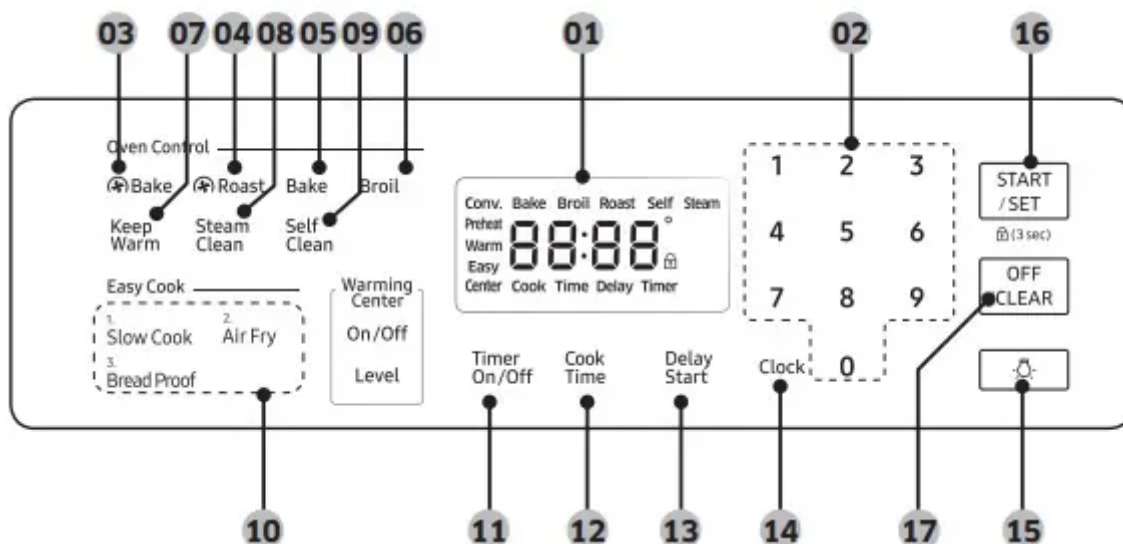 03 07 04 08 05 09 06 01 02 16
Oven Control
Bake Roast Bake Broil
Keep Warm
Steam Clean
Self Clean
Easy Cook
1. Slow Cook
2. Air Fry
3. Bread Proof
Warming Center
On/Off
Level
Conv. Bake Broil Roast Self Steam
Preheat
Warm
Easy
88:88°
Center Cook Time Delay Timer
Timer On/Off
Cook Time
Delay Start
Clock
1 2 3
4 5 6
7 8 9
0
START /SET
(3 sec)
OFF CLEAR
10 11 12 13 14 17 15